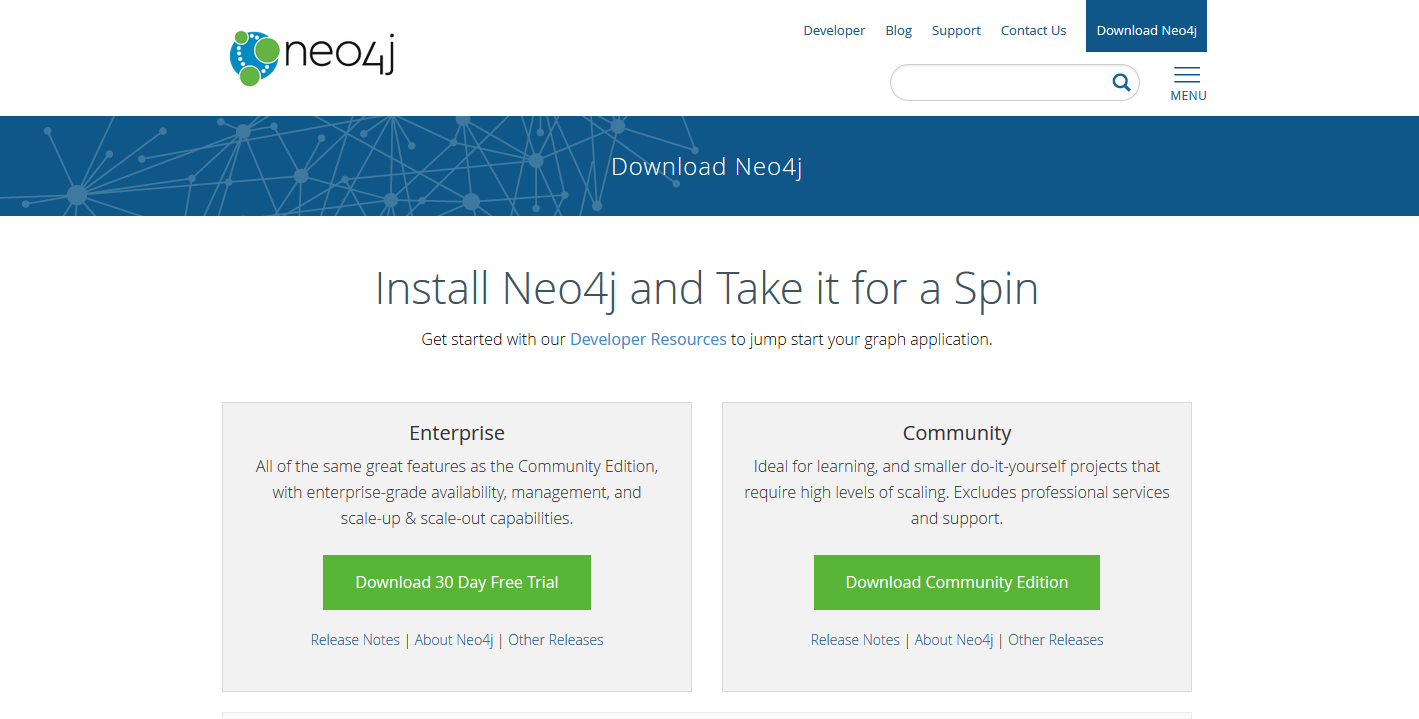 neo4j
Developer Blog Support Contact Us Download Neo4j
MENU
Download Neo4j
Install Neo4j and Take it for a Spin
Get started with our Developer Resources to jump start your graph application.
Enterprise
All of the same great features as the Community Edition,
with enterprise-grade availability, management, and
scale-up & scale-out capabilities.
Download 30 Day Free Trial
Release Notes | About Neo4j | Other Releases
Community
Ideal for learning, and smaller do-it-yourself projects that
require high levels of scaling. Excludes professional services
and support.
Download Community Edition
Release Notes | About Neo4j | Other Releases